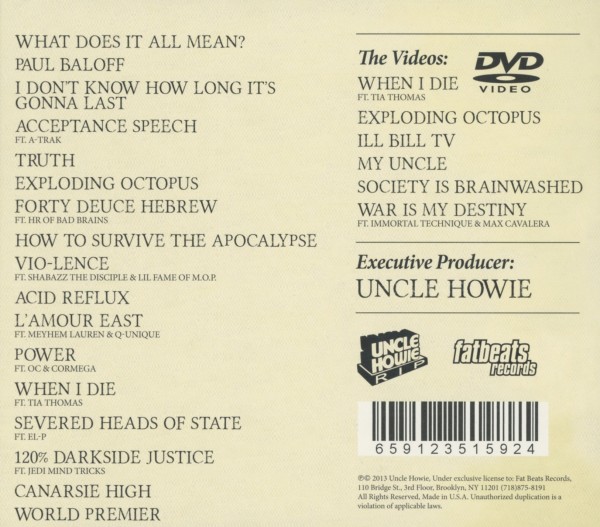 WHAT DOES IT ALL MEAN?
PAUL BALOFF
I DON'T KNOW HOW LONG IT'S
GONNA LAST
ACCEPTANCE SPEECH
FT. A-TRAK
TRUTH
EXPLODING OCTOPUS
FORTY DEUCE HEBREW
FT. HR OF BAD BRAINS
HOW TO SURVIVE THE APOCALYPSE
VIO-LENCE
FT. SHABAZZ THE DISCIPLE & LIL FAME OF M.O.P.
ACID REFLUX
L'AMOUR EAST
FT. MEYHEM LAUREN & Q-UNIQUE
POWER
FT. OC & CORMEGA
WHEN I DIE
FT. TIA THOMAS
SEVERED HEADS OF STATE
FT. EL-P
120% DARKSIDE JUSTICE
FT. JEDI MIND TRICKS
CANARSIE HIGH
WORLD PREMIER
The Videos:
DVD
VIDEO
WHEN I DIE
FT. TIA THOMAS
EXPLODING OCTOPUS
ILL BILL TV
MY UNCLE
SOCIETY IS BRAINWASHED
WAR IS MY DESTINY
FT. IMMORTAL TECHNIQUE & MAX CAVALERA
Executive Producer:
UNCLE HOWIE
UNCLE
HOWIE
RIP
fatbeats.
records
659123515924
℗© 2013 Uncle Howie, Under exclusive license to: Fat Beats Records,
110 Bridge St., 3rd Floor, Brooklyn, NY 11201 (718)875-8191
All Rights Reserved, Made in U.S.A. Unauthorized duplication is a
violation of applicable laws.